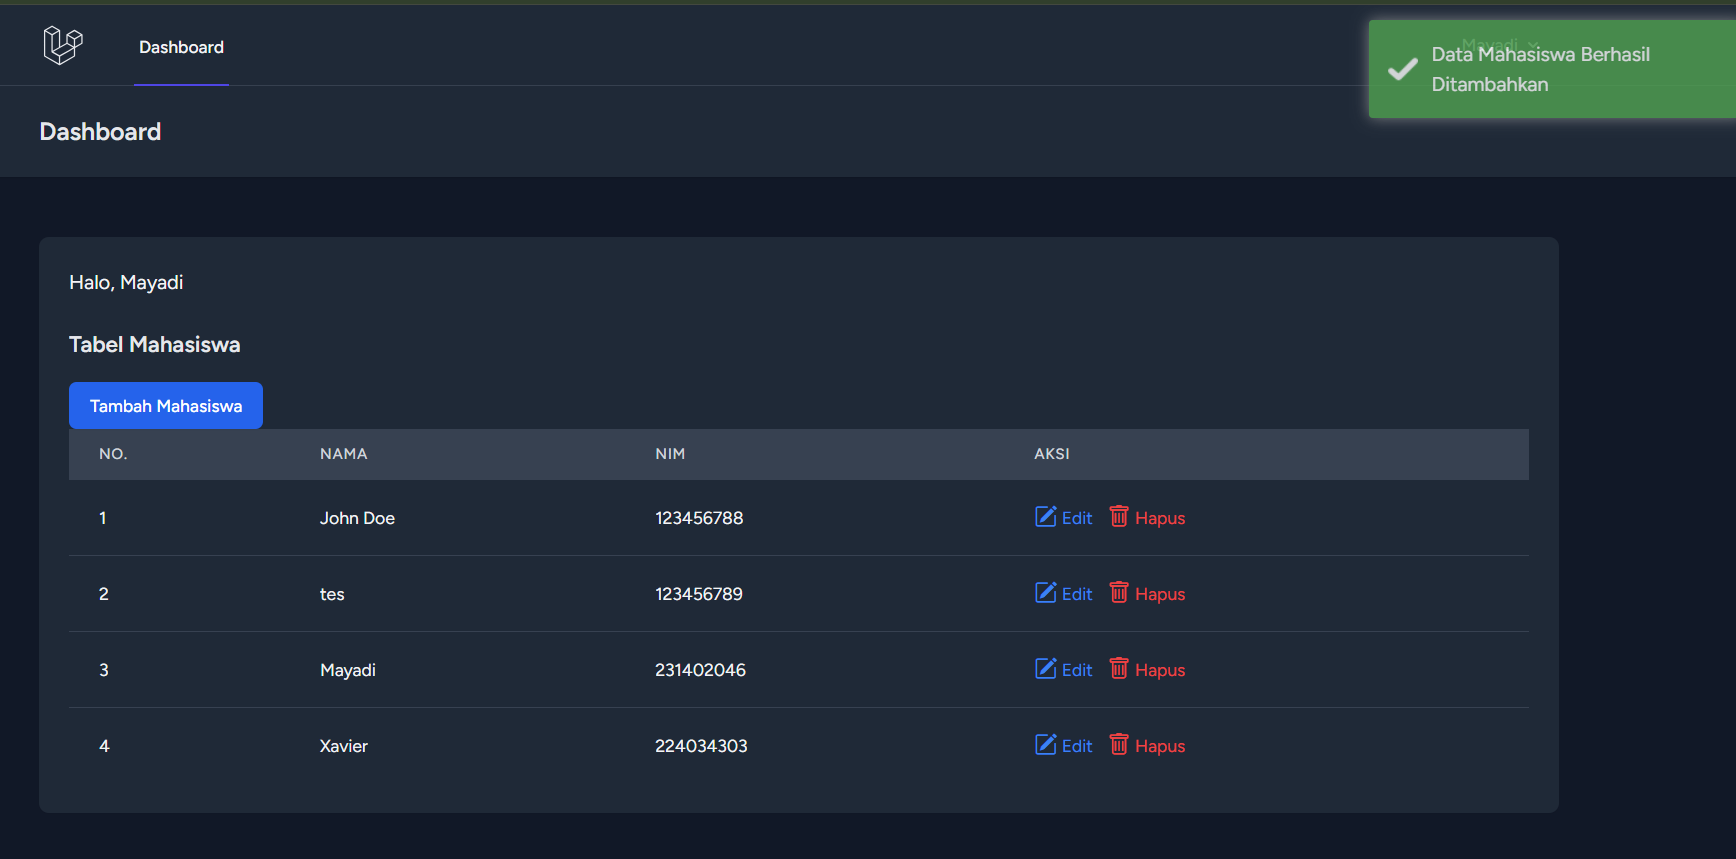 Dashboard
Mayadi
Data Mahasiswa Berhasil
Ditambahkan
Dashboard
Halo, Mayadi
Tabel Mahasiswa
Tambah Mahasiswa
NO. NAMA NIM AKSI
1 John Doe 123456788 Edit Hapus
2 tes 123456789 Edit Hapus
3 Mayadi 231402046 Edit Hapus
4 Xavier 224034303 Edit Hapus